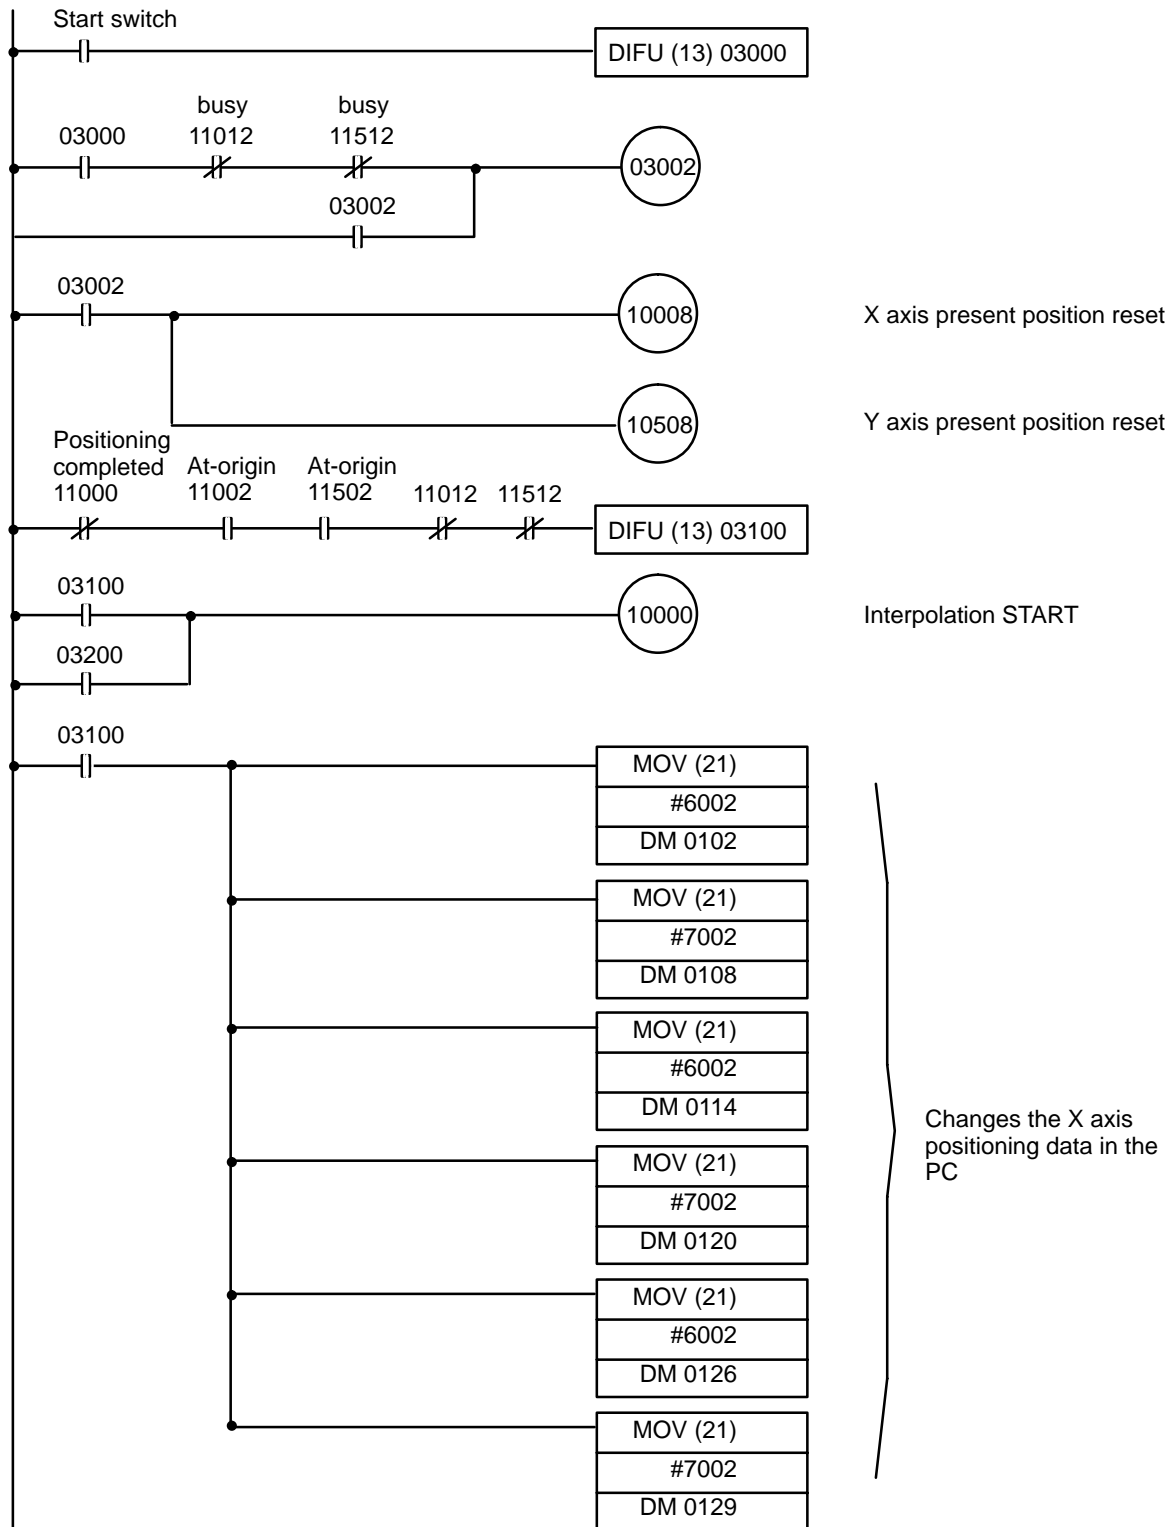 Start switch
DIFU (13) 03000
busy busy
03000 11012 11512
03002
03002
03002
10008
X axis present position reset
10508
Y axis present position reset
Positioning
completed At-origin At-origin
11000 11002 11502 11012 11512
DIFU (13) 03100
03100
10000
Interpolation START
03200
03100
MOV (21)
#6002
DM 0102
MOV (21)
#7002
DM 0108
MOV (21)
#6002
DM 0114
Changes the X axis
positioning data in the
PC
MOV (21)
#7002
DM 0120
MOV (21)
#6002
DM 0126
MOV (21)
#7002
DM 0129